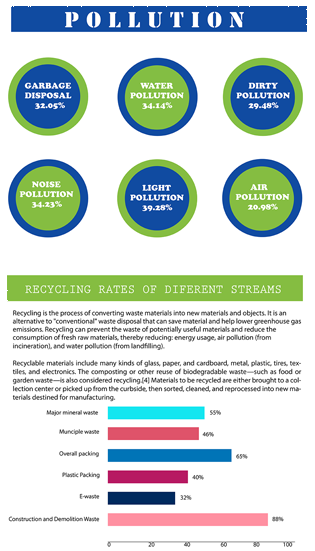 POLLUTION
GARBAGE
DISPOSAL
32.05%
WATER
POLLUTION
34.14%
DIRTY
POLLUTION
29.48%
NOISE
POLLUTION
34.23%
LIGHT
POLLUTION
39.28%
AIR
POLLUTION
20.98%
RECYCLING RATES OF DIFERENT STREAMS
Recycling is the process of converting waste materials into new materials and objects. It is an
alternative to "conventional" waste disposal that can save material and help lower greenhouse gas
emissions. Recycling can prevent the waste of potentially useful materials and reduce the
consumption of fresh raw materials, thereby reducing: energy usage, air pollution (from
incineration), and water pollution (from landfilling).
Recyclable materials include many kinds of glass, paper, and cardboard, metal, plastic, tires, tex-
tiles, and electronics. The composting or other reuse of biodegradable waste—such as food or
garden waste—is also considered recycling.[4] Materials to be recycled are either brought to a col-
lection center or picked up from the curbside, then sorted, cleaned, and reprocessed into new ma-
terials destined for manufacturing.
Major mineral waste 55%
Munciple waste 46%
Overall packing 65%
Plastic Packing 40%
E-waste 32%
Construction and Demolition Waste 88%
0 20 40 60 80 100